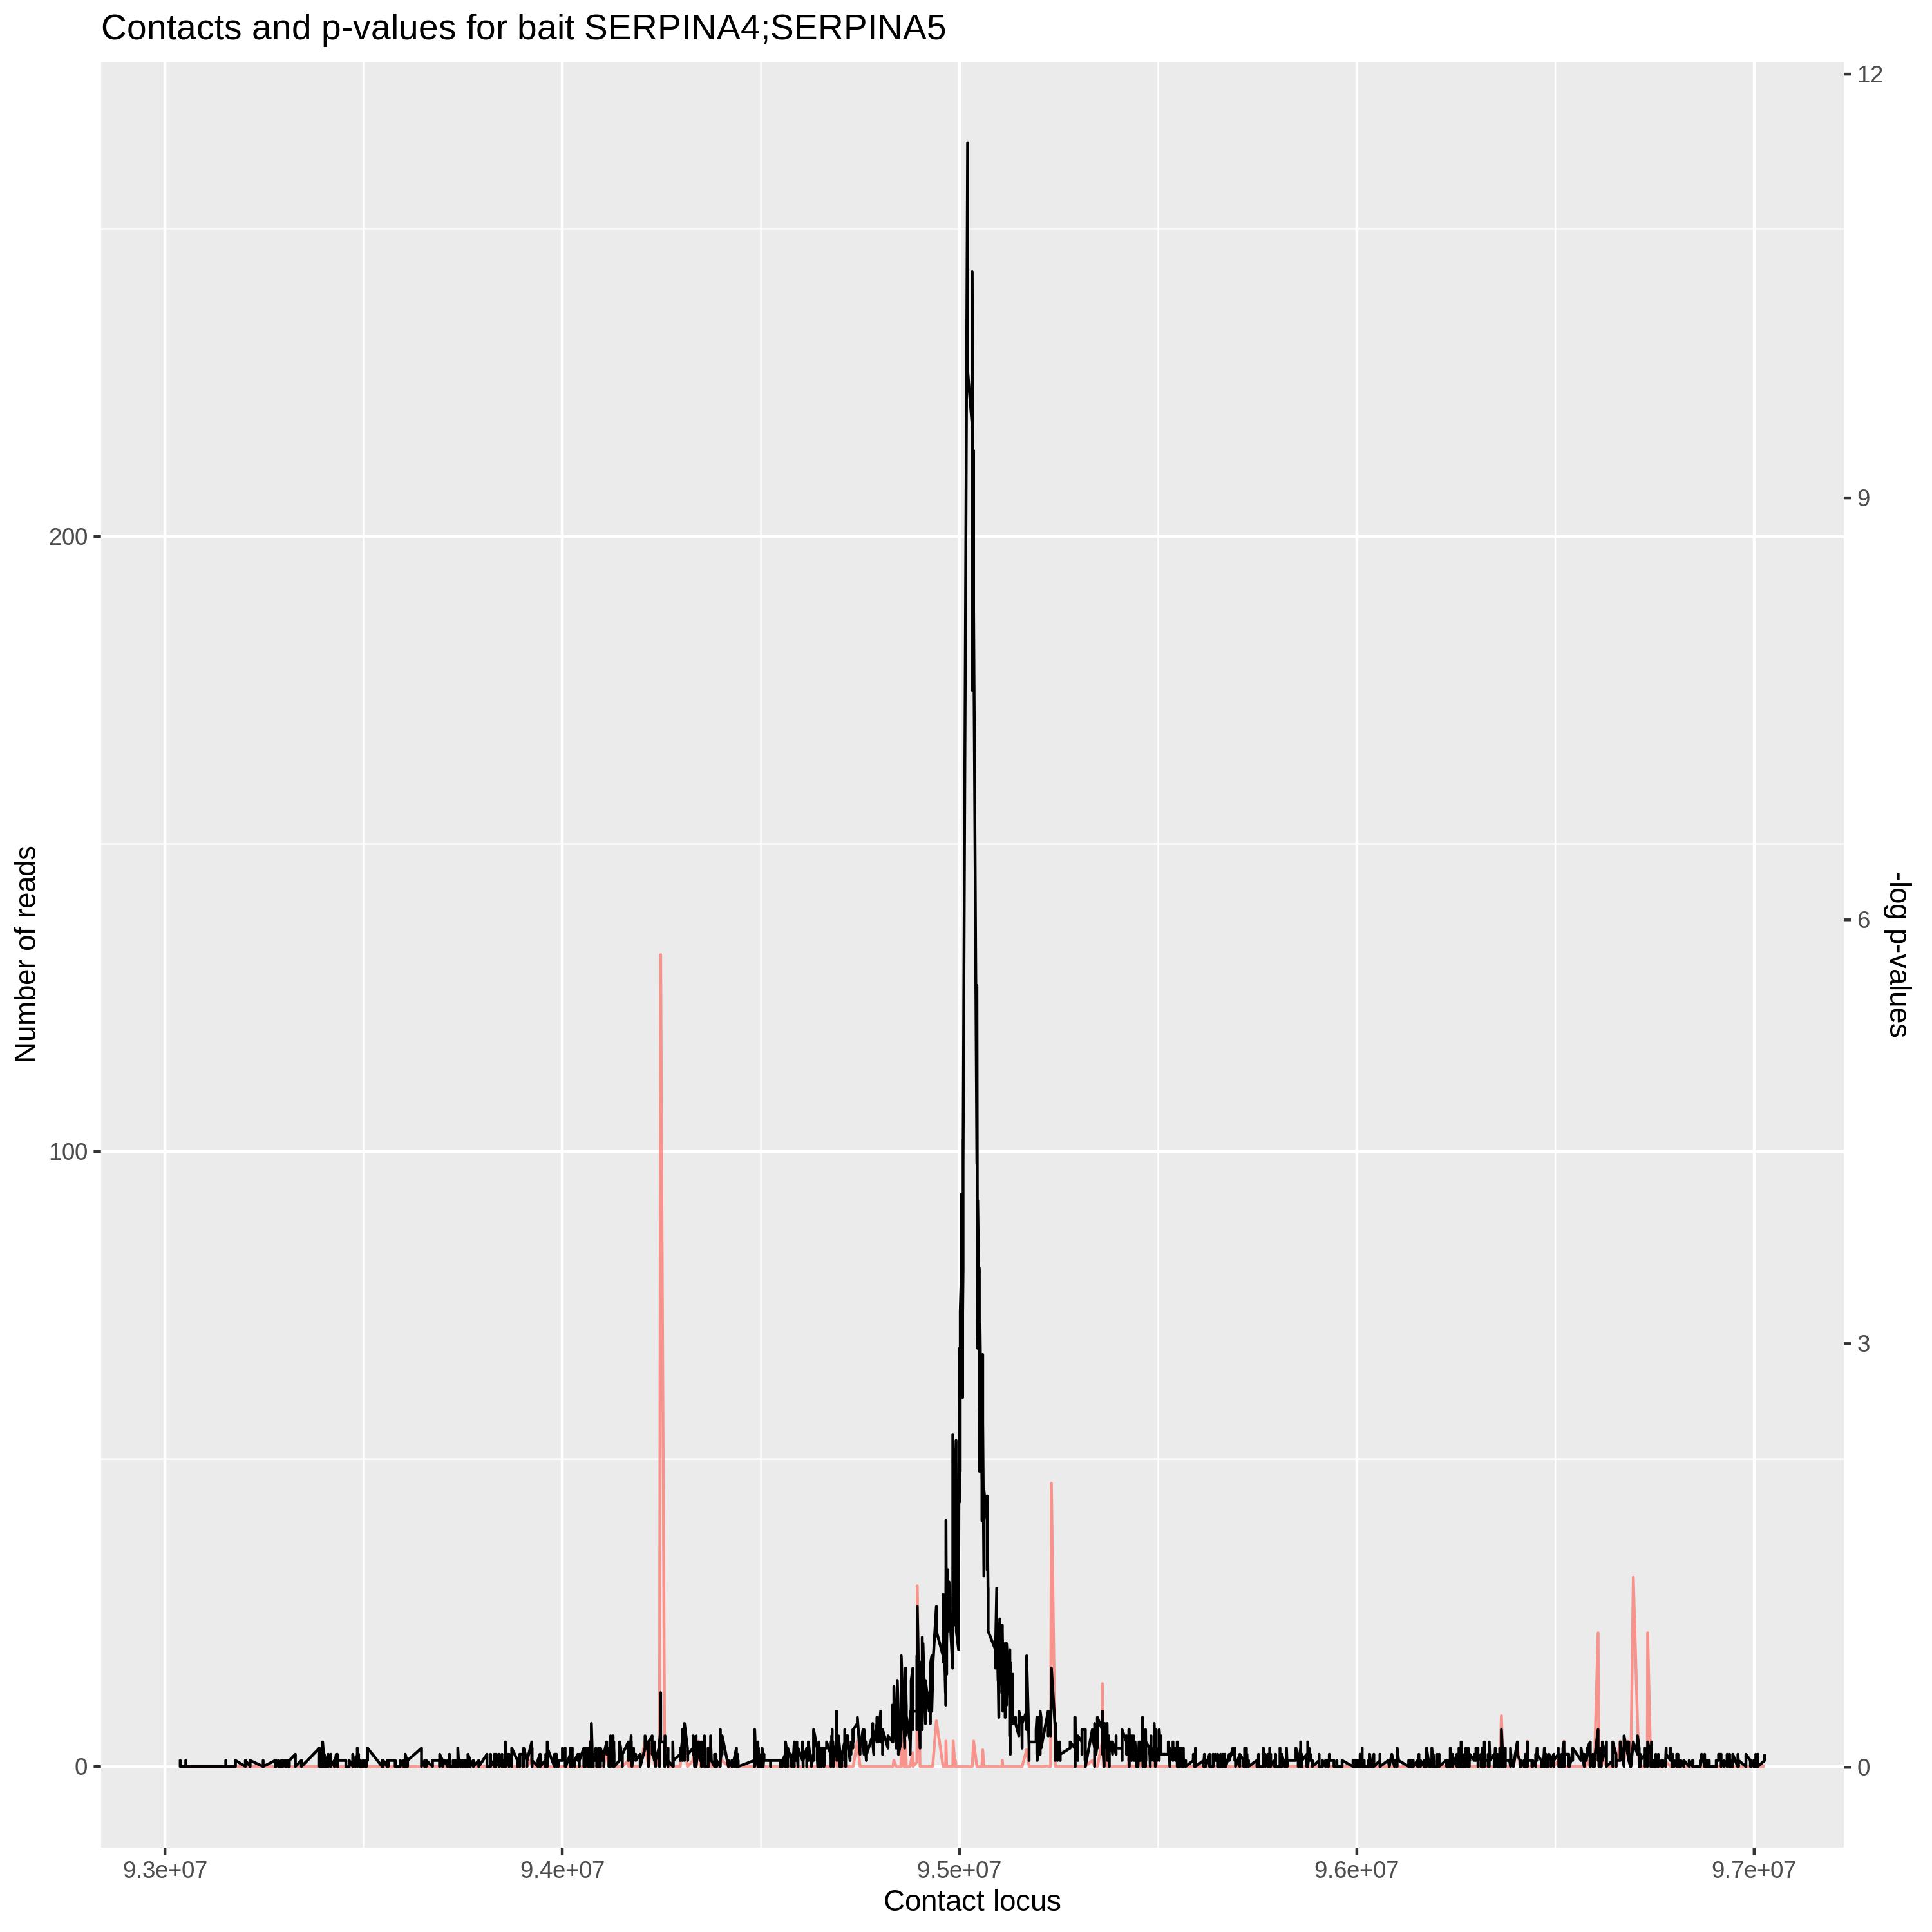 Contacts and p-values for bait SERPINA4;SERPINA5
12
9
6
3
0
200
100
0
Number of reads
-log p-values
9.3e+07 9.4e+07 9.5e+07 9.6e+07 9.7e+07
Contact locus